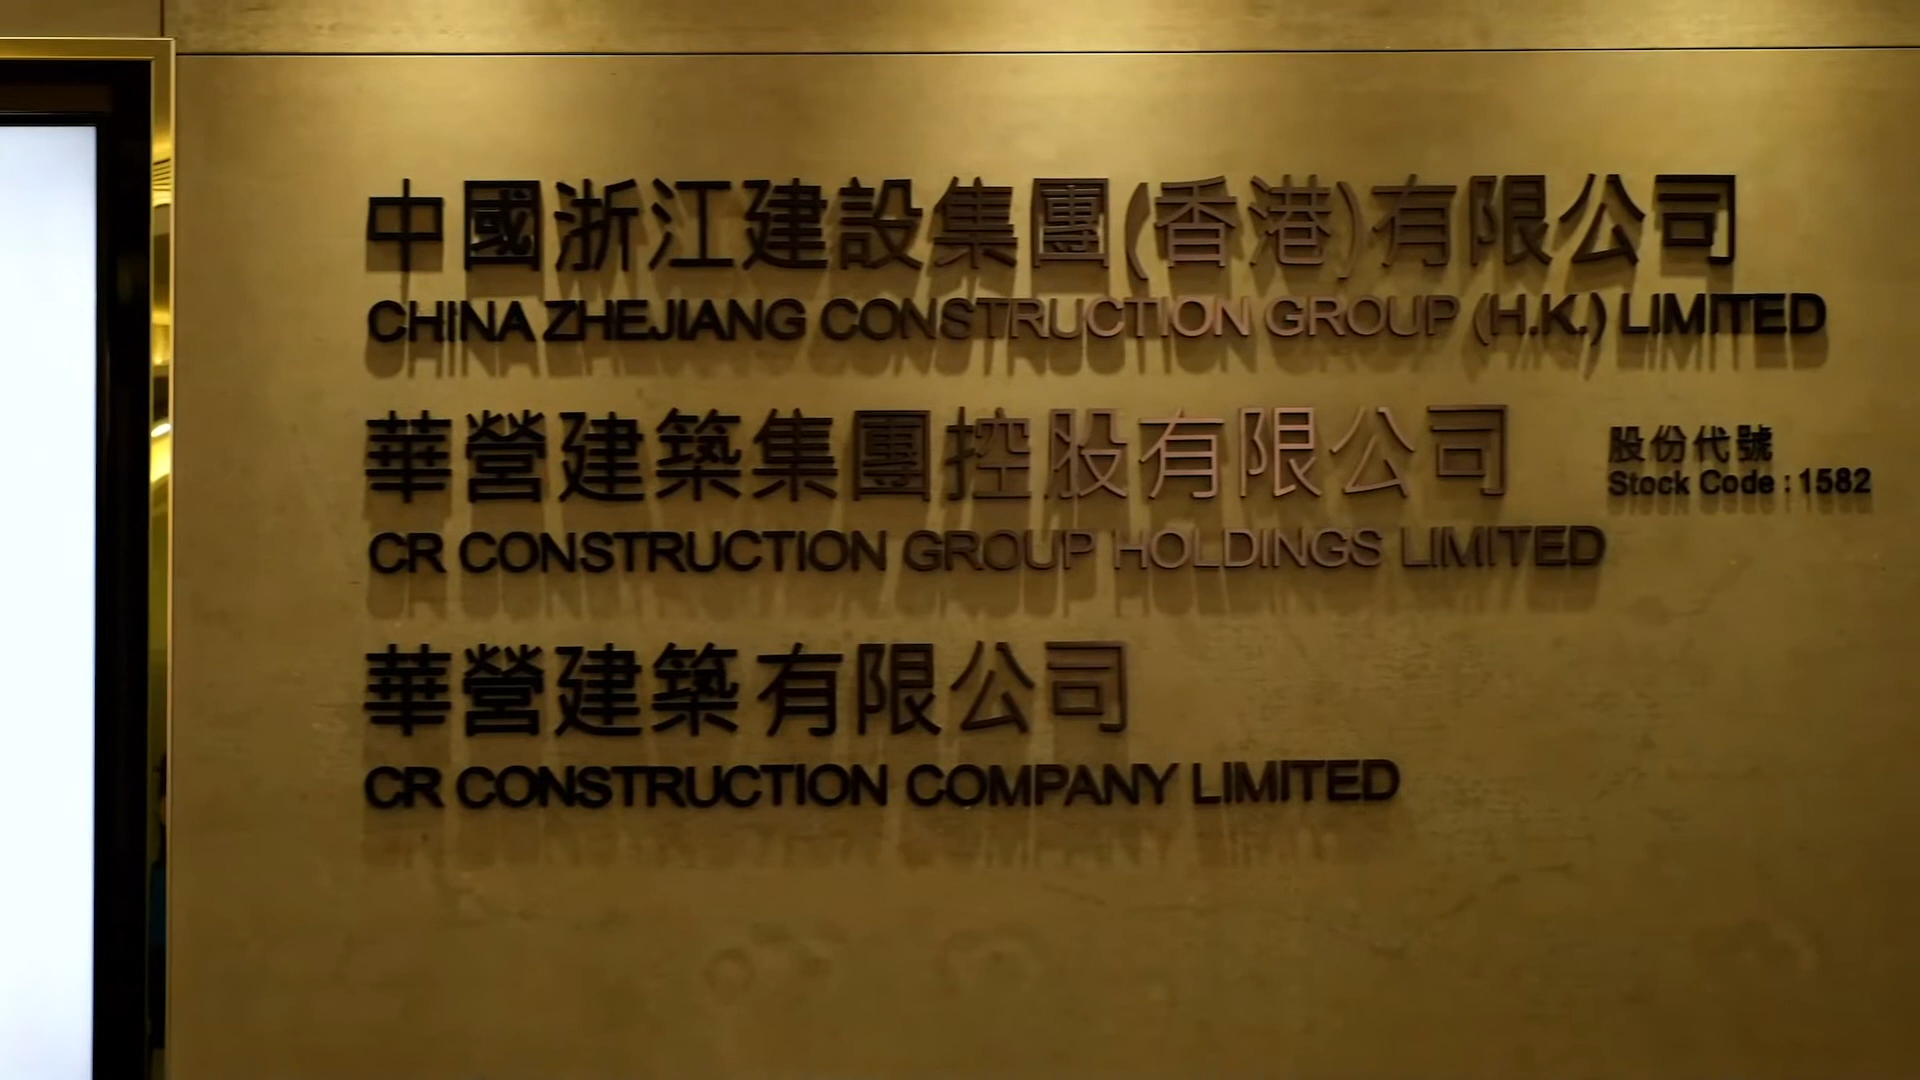 中國浙江建設集團(香港)有限公司
CHINA ZHEJIANG CONSTRUCTION GROUP (H.K.) LIMITED
華營建築集團控股有限公司
股份代號
Stock Code : 1582
CR CONSTRUCTION GROUP HOLDINGS LIMITED
華營建築有限公司
CR CONSTRUCTION COMPANY LIMITED